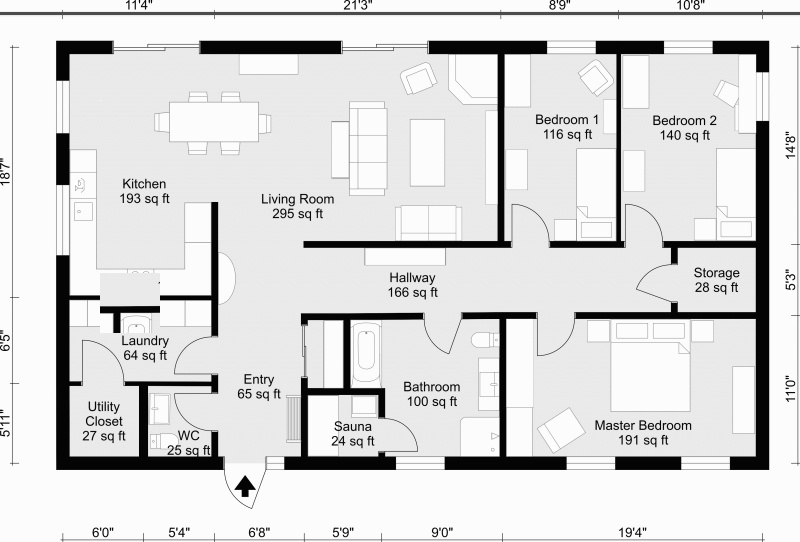 11'4"
21'3"
8'9"
10'8"
18'7"
6'5"
5'11"
Kitchen
193 sq ft
Living Room
295 sq ft
Bedroom 1
116 sq ft
Bedroom 2
140 sq ft
14'8"
5'3"
11'0"
Hallway
166 sq ft
Storage
28 sq ft
Laundry
64 sq ft
Entry
65 sq ft
Bathroom
100 sq ft
Utility
Closet
27 sq ft
WC
25 sq ft
Sauna
24 sq ft
Master Bedroom
191 sq ft
6'0"
5'4"
6'8"
5'9"
9'0"
19'4"